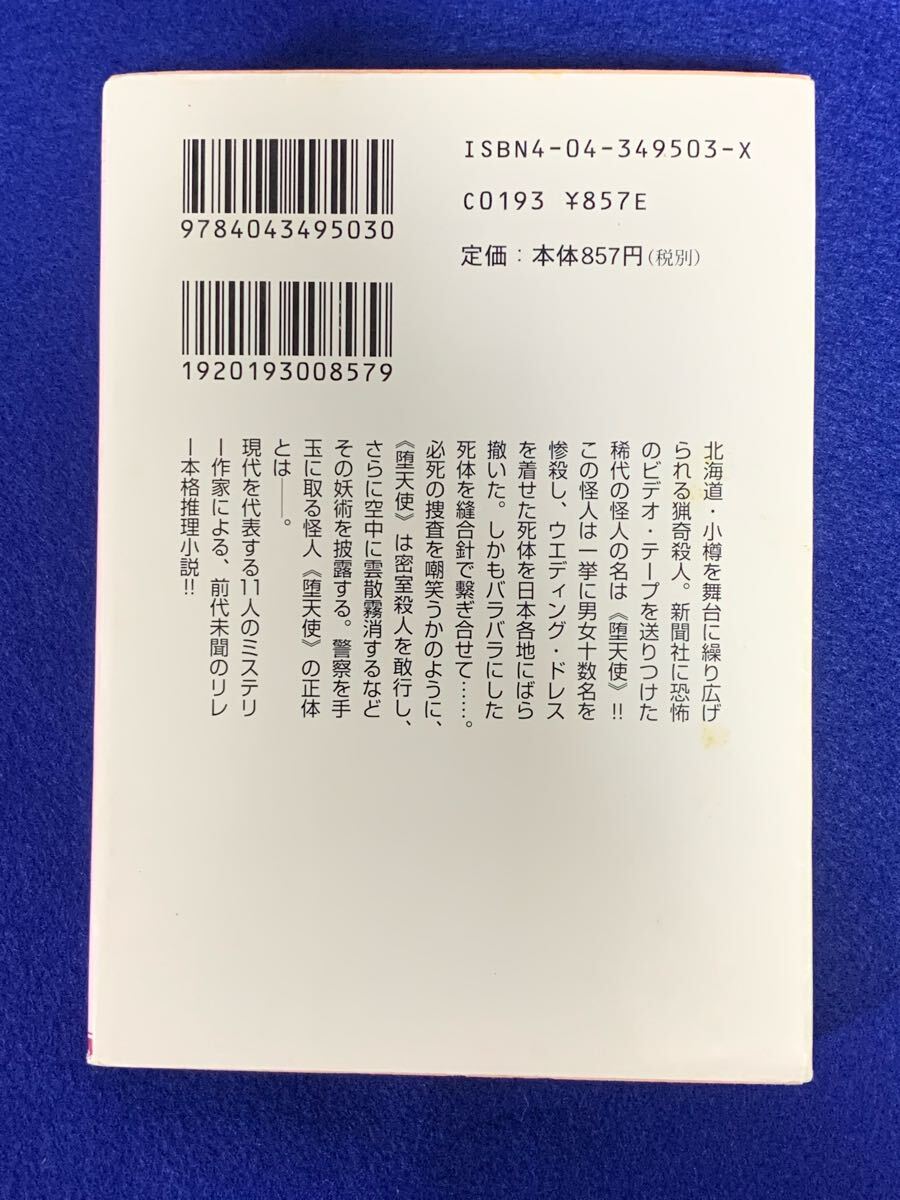 ISBN4-04-349503-X
C0193 ¥857E
定価：本体857円（税別）
9784043495030
1920193008579
北海道・小樽を舞台に繰り広げ
られる猟奇殺人。新聞社に恐怖
のビデオ・テープを送りつけた
稀代の怪人の名は《堕天使》!!
この怪人は一挙に男女十数名を
惨殺し、ウエディング・ドレス
を着せた死体を日本各地にばら
撒いた。しかもバラバラにした
死体を縫合針で繋ぎ合せて……。
必死の捜査を嘲笑うかのように、
《堕天使》は密室殺人を敢行し、
さらに空中に雲散霧消するなど
その妖術を披露する。警察を手
玉に取る怪人《堕天使》の正体
とは――。
現代を代表する11人のミステリ
ー作家による、前代未聞のリレ
ー本格推理小説!!